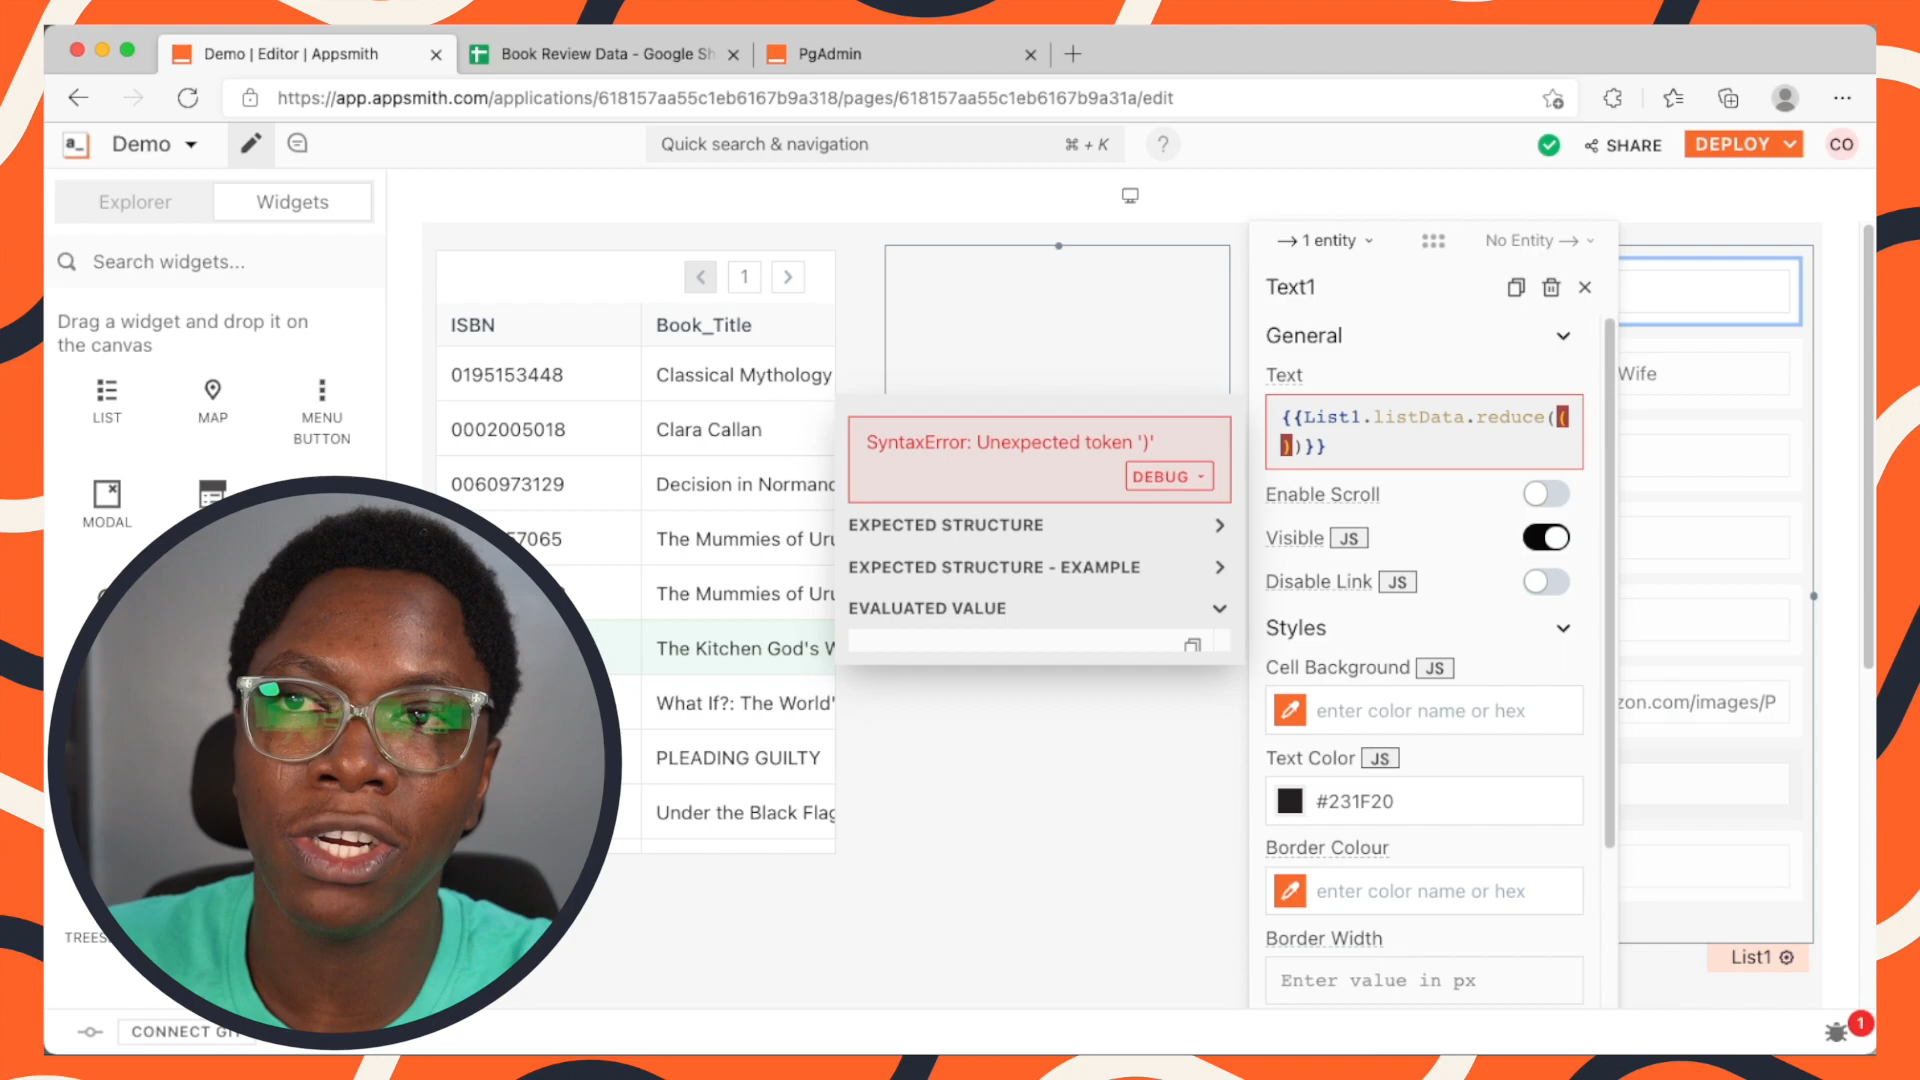 Demo | Editor | Appsmith
Book Review Data - Google Sh
PgAdmin
https://app.appsmith.com/applications/618157aa55c1eb6167b9a318/pages/618157aa55c1eb6167b9a31a/edit
a_
Demo
Quick search & navigation
⌘ + K
?
SHARE
DEPLOY
CO
Explorer
Widgets
Search widgets...
Drag a widget and drop it on
the canvas
LIST
MAP
MENU
BUTTON
MODAL
TREES
1
ISBN
Book_Title
0195153448
Classical Mythology
0002005018
Clara Callan
0060973129
Decision in Normand
7065
The Mummies of Uru
The Mummies of Uru
The Kitchen God's W
What If?: The World'
PLEADING GUILTY
Under the Black Flag
SyntaxError: Unexpected token ')'
DEBUG
EXPECTED STRUCTURE
EXPECTED STRUCTURE - EXAMPLE
EVALUATED VALUE
→ 1 entity
No Entity →
Text1
General
Text
{{List1.listData.reduce((
))}}
Enable Scroll
Visible JS
Disable Link JS
Styles
Cell Background JS
enter color name or hex
Text Color JS
#231F20
Border Colour
enter color name or hex
Border Width
Enter value in px
Wife
zon.com/images/P
List1
CONNECT GI
1